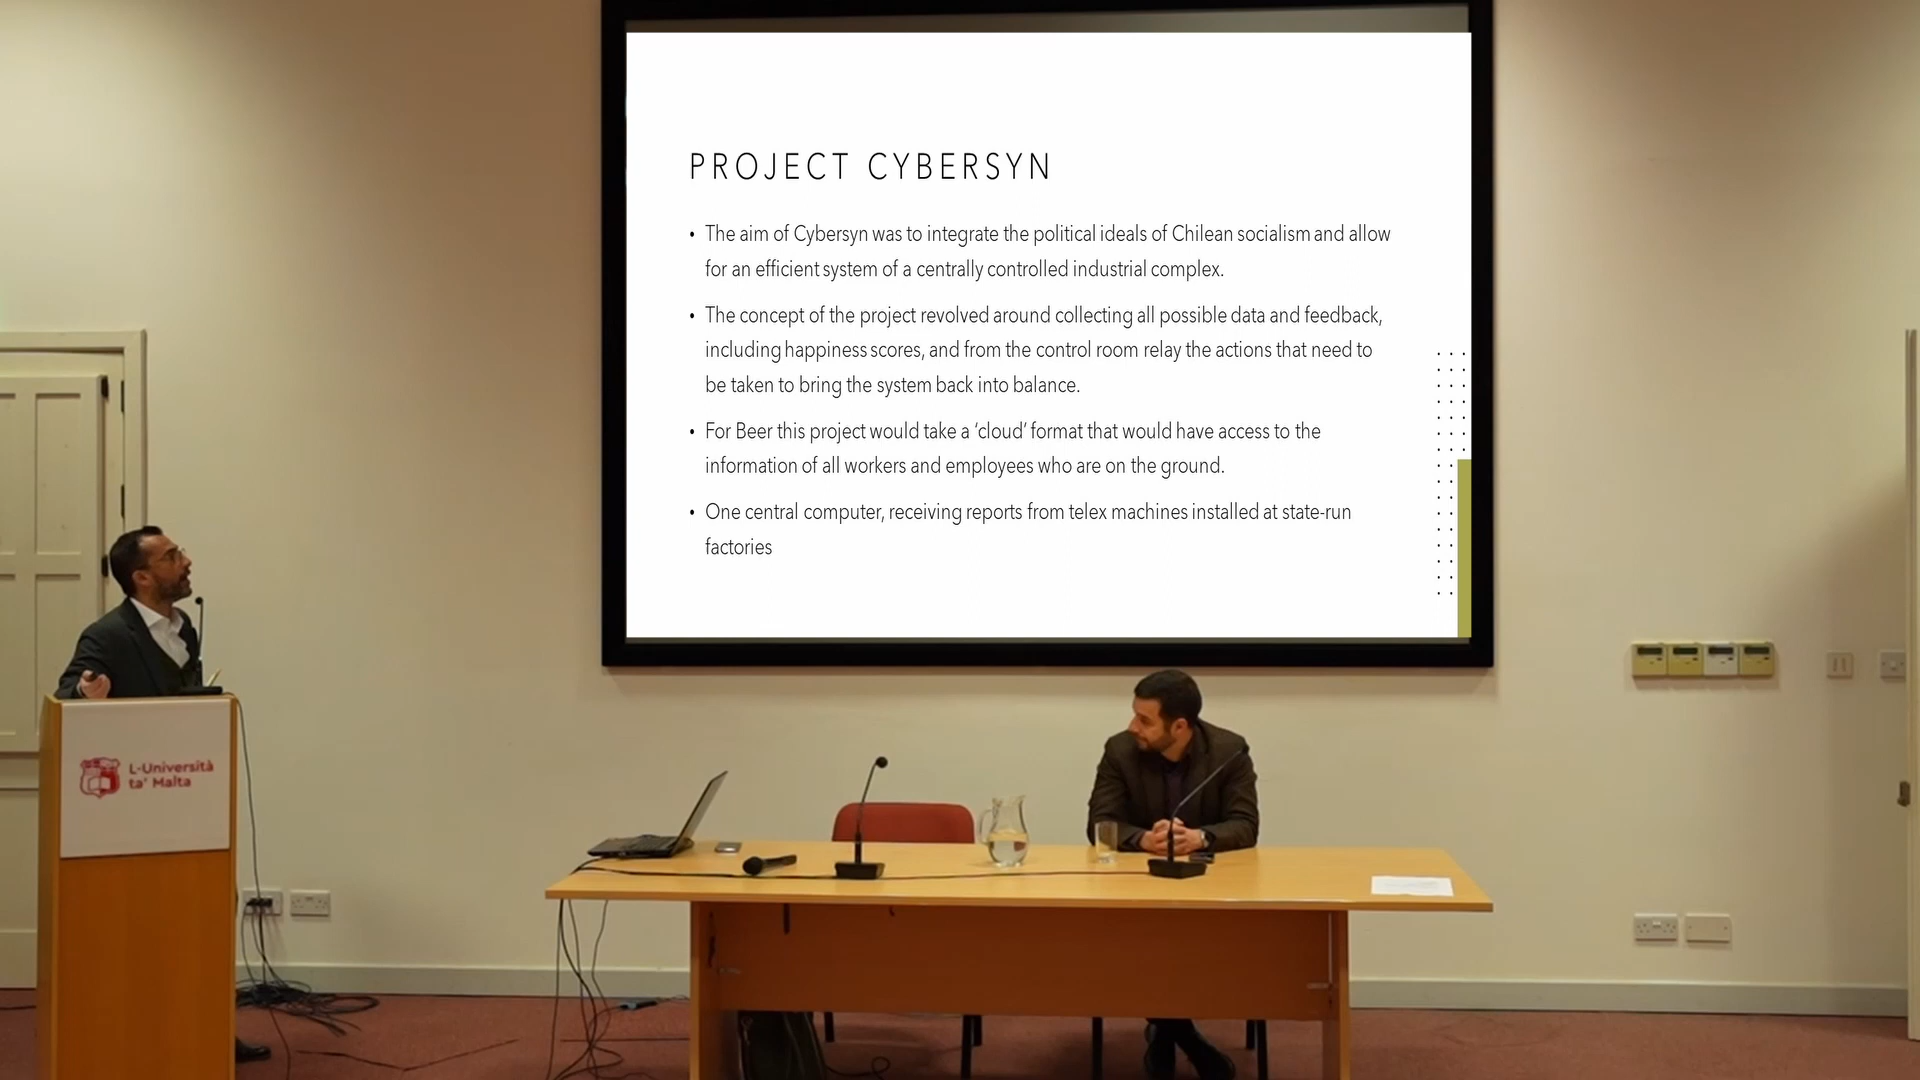 PROJECT CYBERSYN
• The aim of Cybersyn was to integrate the political ideals of Chilean socialism and allow
for an efficient system of a centrally controlled industrial complex.
• The concept of the project revolved around collecting all possible data and feedback,
including happiness scores, and from the control room relay the actions that need to
be taken to bring the system back into balance.
• For Beer this project would take a ‘cloud’ format that would have access to the
information of all workers and employees who are on the ground.
• One central computer, receiving reports from telex machines installed at state-run
factories
L-Università
ta' Malta